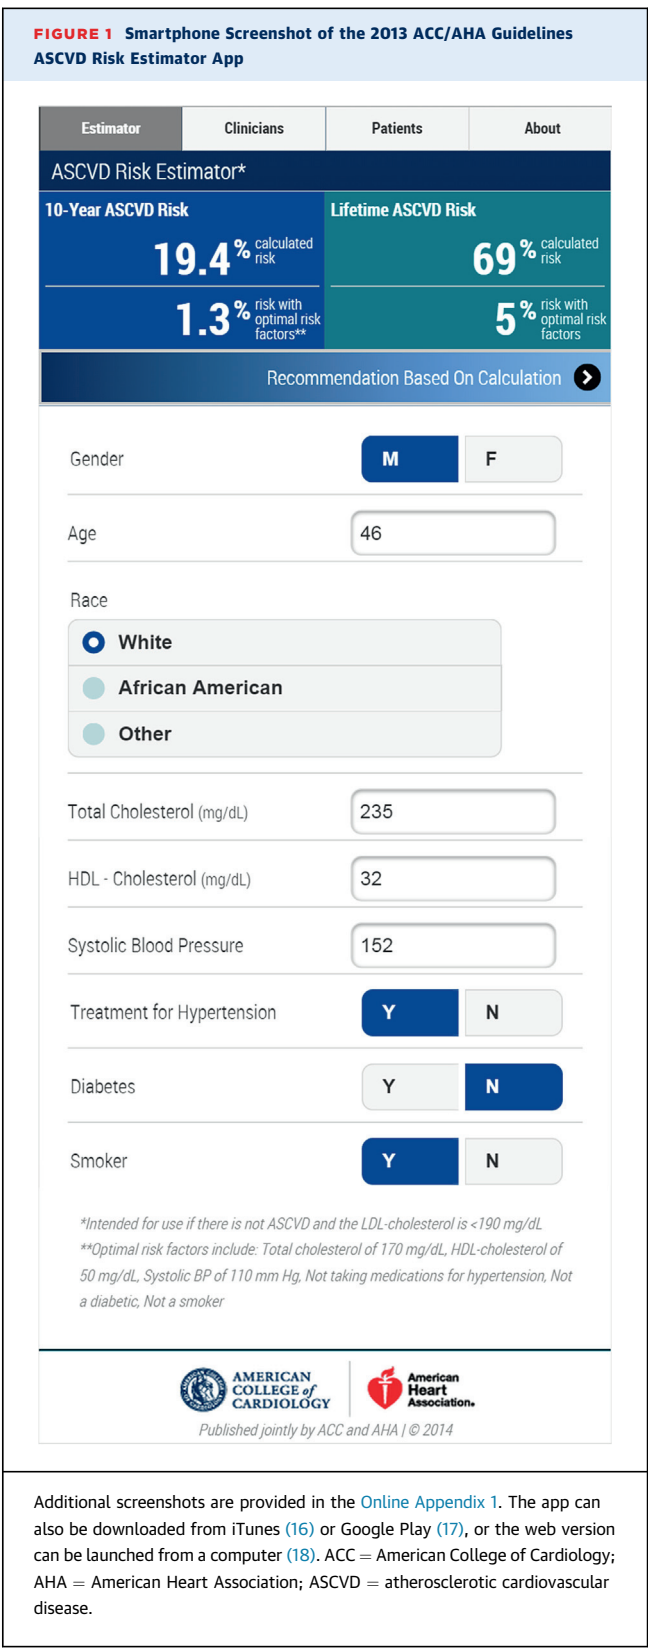 FIGURE 1 Smartphone Screenshot of the 2013 ACC/AHA Guidelines
ASCVD Risk Estimator App
Estimator Clinicians Patients About
ASCVD Risk Estimator*
10-Year ASCVD Risk
19.4% calculated risk
1.3% risk with optimal risk factors**
Lifetime ASCVD Risk
69% calculated risk
5% risk with optimal risk factors
Recommendation Based On Calculation
Gender M F
Age 46
Race
White
African American
Other
Total Cholesterol (mg/dL) 235
HDL - Cholesterol (mg/dL) 32
Systolic Blood Pressure 152
Treatment for Hypertension Y N
Diabetes Y N
Smoker Y N
*Intended for use if there is not ASCVD and the LDL-cholesterol is <190 mg/dL
**Optimal risk factors include: Total cholesterol of 170 mg/dL, HDL-cholesterol of
50 mg/dL, Systolic BP of 110 mm Hg, Not taking medications for hypertension, Not
a diabetic, Not a smoker
AMERICAN
COLLEGE of
CARDIOLOGY
American
Heart
Association®
Published jointly by ACC and AHA | © 2014
Additional screenshots are provided in the Online Appendix 1. The app can
also be downloaded from iTunes (16) or Google Play (17), or the web version
can be launched from a computer (18). ACC = American College of Cardiology;
AHA = American Heart Association; ASCVD = atherosclerotic cardiovascular
disease.